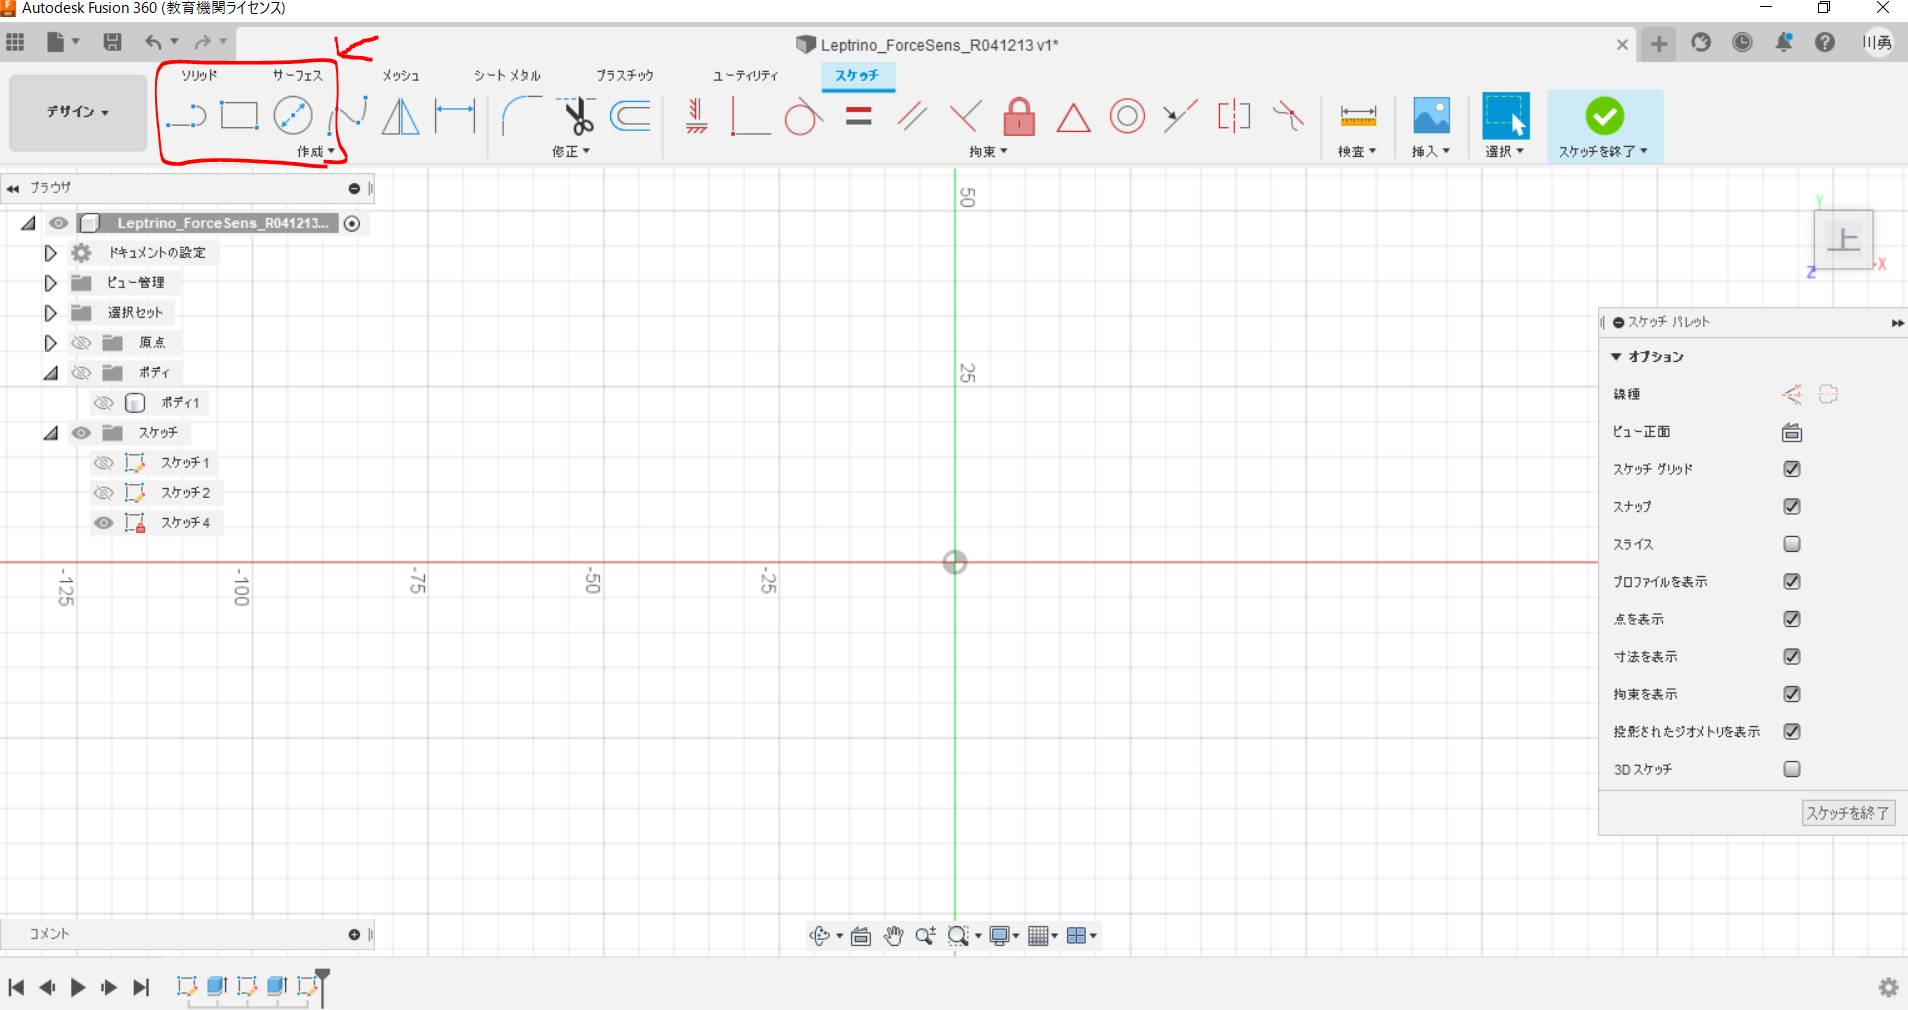 Autodesk Fusion 360 (教育機関ライセンス)
Leptrino_ForceSens_R041213 v1*
川勇
ソリッド サーフェス メッシュ シート メタル プラスチック ユーティリティ スケッチ
デザイン
作成 修正 拘束 検査 挿入 選択 スケッチを終了
ブラウザ
Leptrino_ForceSens_R041213...
ドキュメントの設定
ビュー管理
選択セット
原点
ボディ
ボディ1
スケッチ
スケッチ1
スケッチ2
スケッチ4
50
25
-125
-100
-75
-50
-25
Y
上
Z
X
スケッチ パレット
オプション
線種
ビュー正面
スケッチ グリッド
スナップ
スライス
プロファイルを表示
点を表示
寸法を表示
拘束を表示
投影されたジオメトリを表示
3Dスケッチ
スケッチを終了
コメント